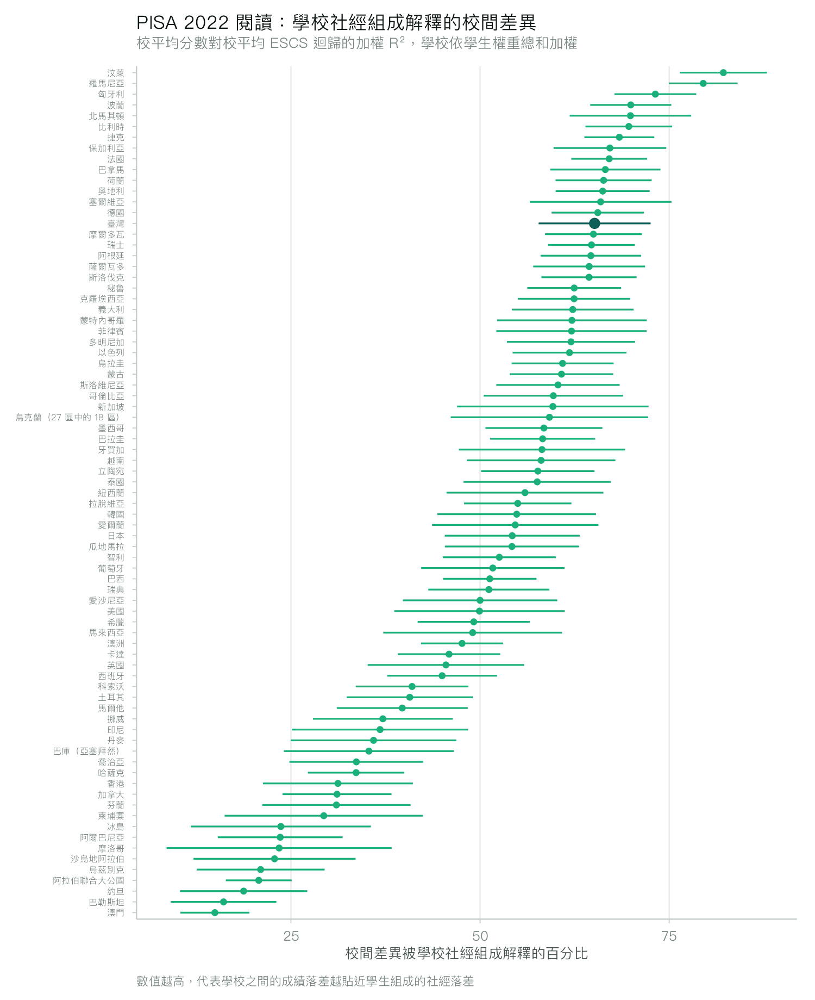 PISA 2022 閱讀：學校社經組成解釋的校間差異
校平均分數對校平均 ESCS 迴歸的加權 R²，學校依學生權重總和加權
汶萊
羅馬尼亞
匈牙利
波蘭
北馬其頓
比利時
捷克
保加利亞
法國
巴拿馬
荷蘭
奧地利
塞爾維亞
德國
臺灣
摩爾多瓦
瑞士
阿根廷
薩爾瓦多
斯洛伐克
秘魯
克羅埃西亞
義大利
蒙特內哥羅
菲律賓
多明尼加
以色列
烏拉圭
蒙古
斯洛維尼亞
哥倫比亞
新加坡
烏克蘭（27 區中的 18 區）
墨西哥
巴拉圭
牙買加
越南
立陶宛
泰國
紐西蘭
拉脫維亞
韓國
愛爾蘭
日本
瓜地馬拉
智利
葡萄牙
巴西
瑞典
愛沙尼亞
美國
希臘
馬來西亞
澳洲
卡達
英國
西班牙
科索沃
土耳其
馬爾他
挪威
印尼
丹麥
巴庫（亞塞拜然）
喬治亞
哈薩克
香港
加拿大
芬蘭
柬埔寨
冰島
阿爾巴尼亞
摩洛哥
沙烏地阿拉伯
烏茲別克
阿拉伯聯合大公國
約旦
巴勒斯坦
澳門
25 50 75
校間差異被學校社經組成解釋的百分比
數值越高，代表學校之間的成績落差越貼近學生組成的社經落差